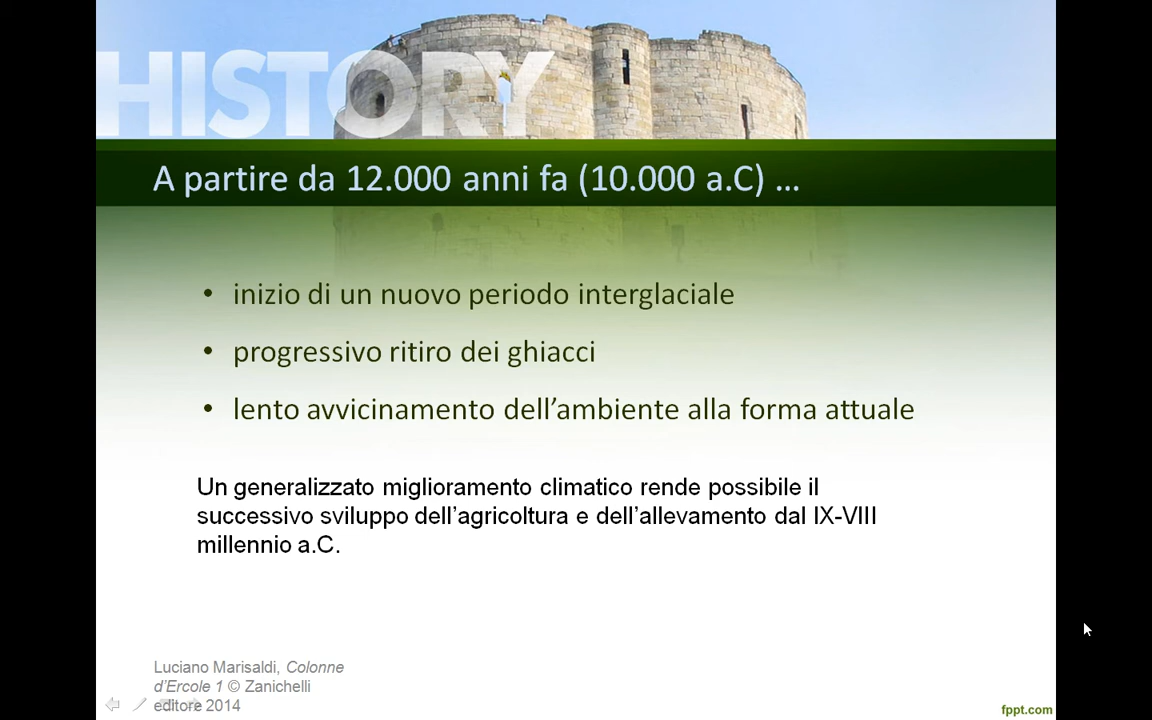 HISTORY
A partire da 12.000 anni fa (10.000 a.C) ...
• inizio di un nuovo periodo interglaciale
• progressivo ritiro dei ghiacci
• lento avvicinamento dell’ambiente alla forma attuale
Un generalizzato miglioramento climatico rende possibile il
successivo sviluppo dell’agricoltura e dell’allevamento dal IX-VIII
millennio a.C.
Luciano Marisaldi, Colonne
d’Ercole 1 © Zanichelli
editore 2014
fppt.com